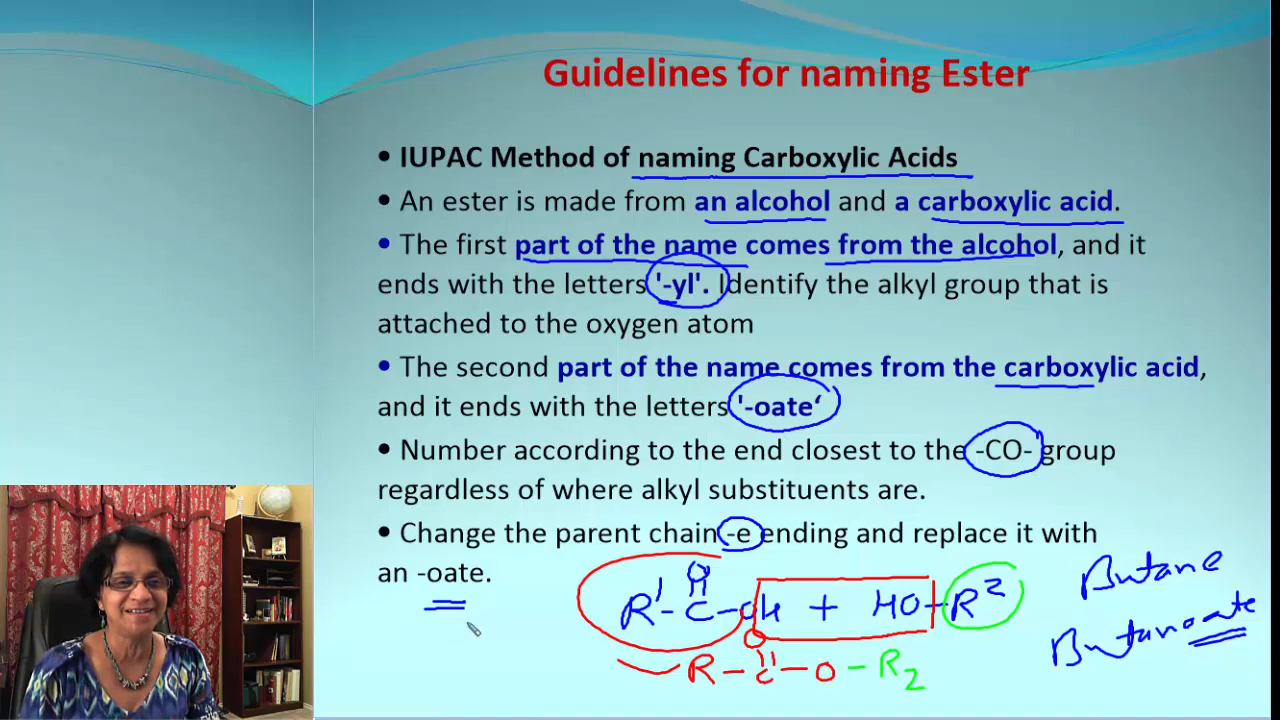 Guidelines for naming Ester
• IUPAC Method of naming Carboxylic Acids
• An ester is made from an alcohol and a carboxylic acid.
• The first part of the name comes from the alcohol, and it
ends with the letters '-yl'. Identify the alkyl group that is
attached to the oxygen atom
• The second part of the name comes from the carboxylic acid,
and it ends with the letters '-oate‘
• Number according to the end closest to the -CO- group
regardless of where alkyl substituents are.
• Change the parent chain -e ending and replace it with
an -oate.
Butane
O
R' - C - OH + HO - R2
Butanoate
O
R - C - O - R2